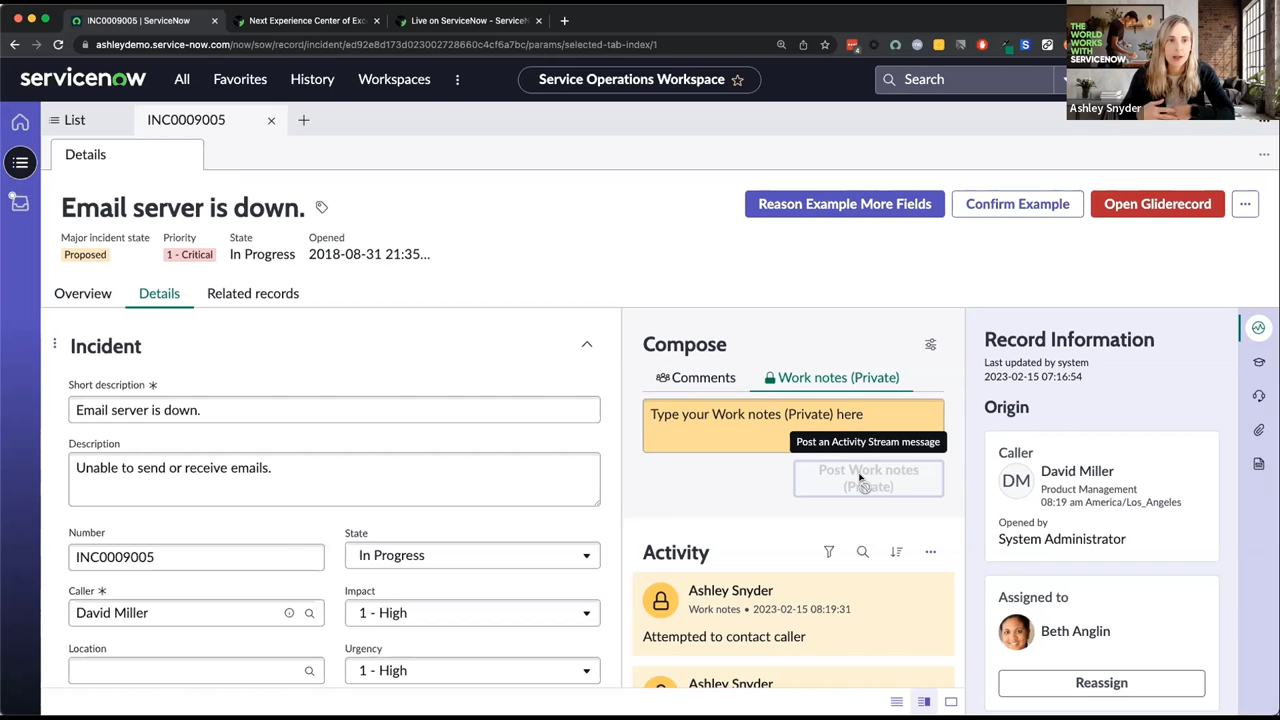 INC0009005 | ServiceNow
Next Experience Center of Exc
Live on ServiceNow - ServiceN
ashleydemo.service-now.com/now/sow/record/incident/ed92e8d173d023002728660c4cf6a7bc/params/selected-tab-index/1
THE
WORLD
WORKS
WITH
SERVICENOW
Ashley Snyder
servicenow
All
Favorites
History
Workspaces
Service Operations Workspace
Search
List
INC0009005
Details
Email server is down.
Reason Example More Fields
Confirm Example
Open Gliderecord
Major incident state
Priority
State
Opened
Proposed
1 - Critical
In Progress
2018-08-31 21:35...
Overview
Details
Related records
Incident
Short description *
Email server is down.
Description
Unable to send or receive emails.
Number
INC0009005
State
In Progress
Caller *
David Miller
Impact
1 - High
Location
Urgency
1 - High
Compose
Comments
Work notes (Private)
Type your Work notes (Private) here
Post an Activity Stream message
Post Work notes
(Private)
Activity
Ashley Snyder
Work notes • 2023-02-15 08:19:31
Attempted to contact caller
Ashley Snyder
Record Information
Last updated by system
2023-02-15 07:16:54
Origin
Caller
DM
David Miller
Product Management
08:19 am America/Los_Angeles
Opened by
System Administrator
Assigned to
Beth Anglin
Reassign